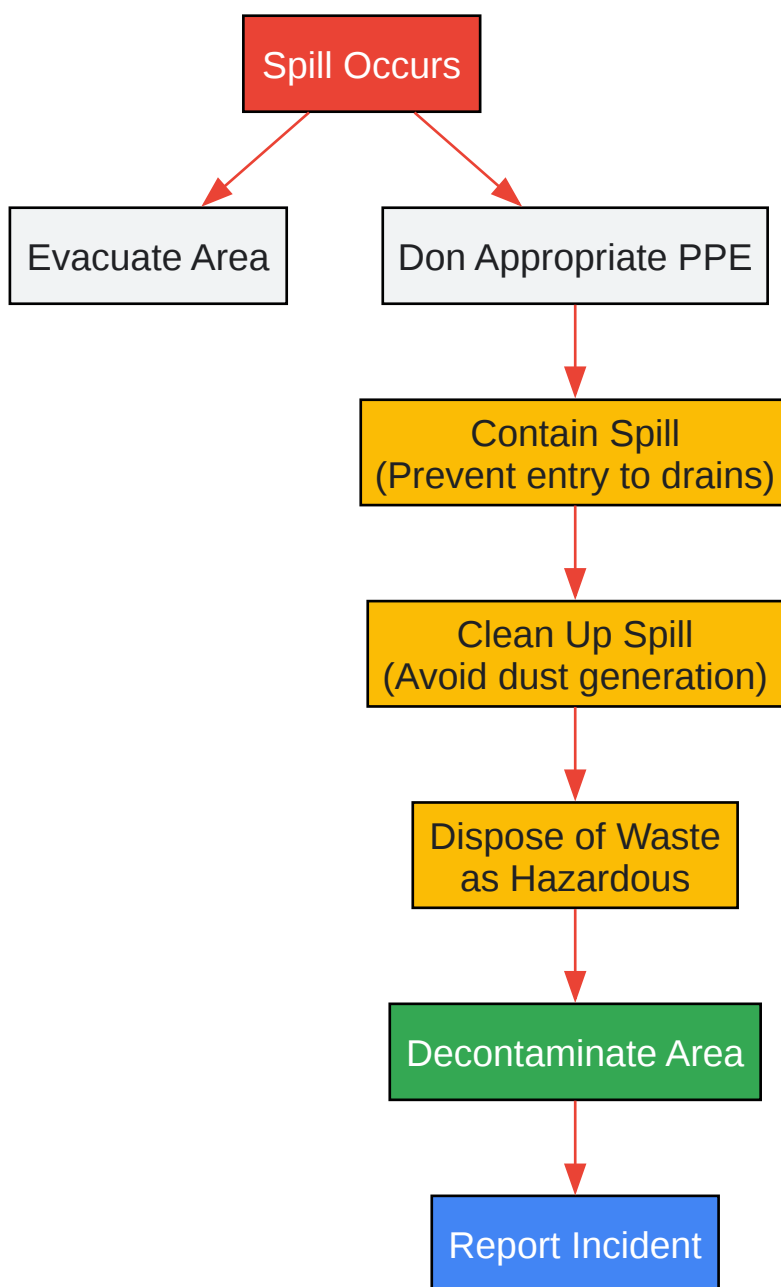 Spill Occurs
Evacuate Area
Don Appropriate PPE
Contain Spill
(Prevent entry to drains)
Clean Up Spill
(Avoid dust generation)
Dispose of Waste
as Hazardous
Decontaminate Area
Report Incident